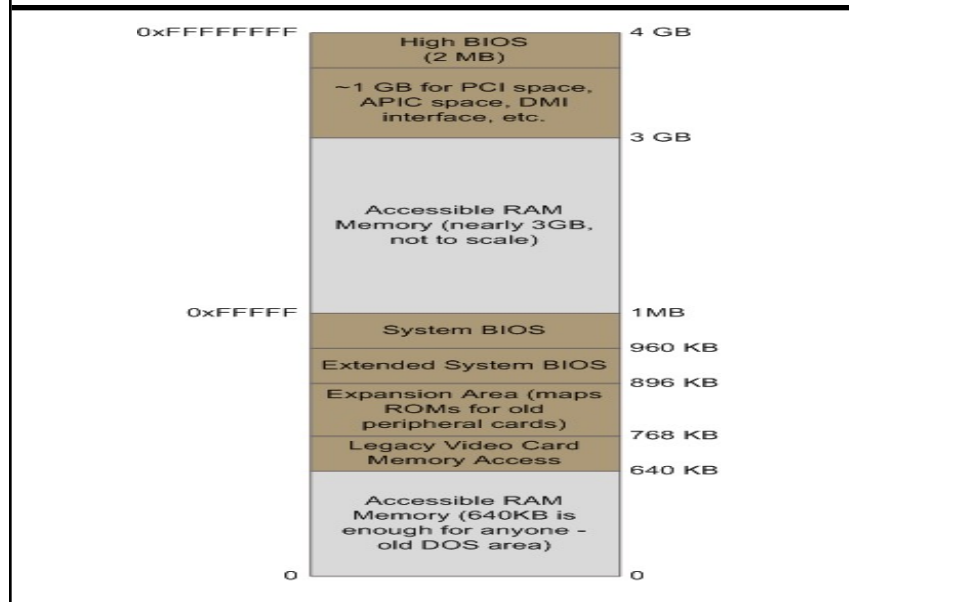 0xFFFFFFFF
4 GB
High BIOS
(2 MB)
~1 GB for PCI space,
APIC space, DMI
interface, etc.
3 GB
Accessible RAM
Memory (nearly 3GB,
not to scale)
0xFFFFF
1MB
System BIOS
960 KB
Extended System BIOS
896 KB
Expansion Area (maps
ROMs for old
peripheral cards)
768 KB
Legacy Video Card
Memory Access
640 KB
Accessible RAM
Memory (640KB is
enough for anyone -
old DOS area)
0
0